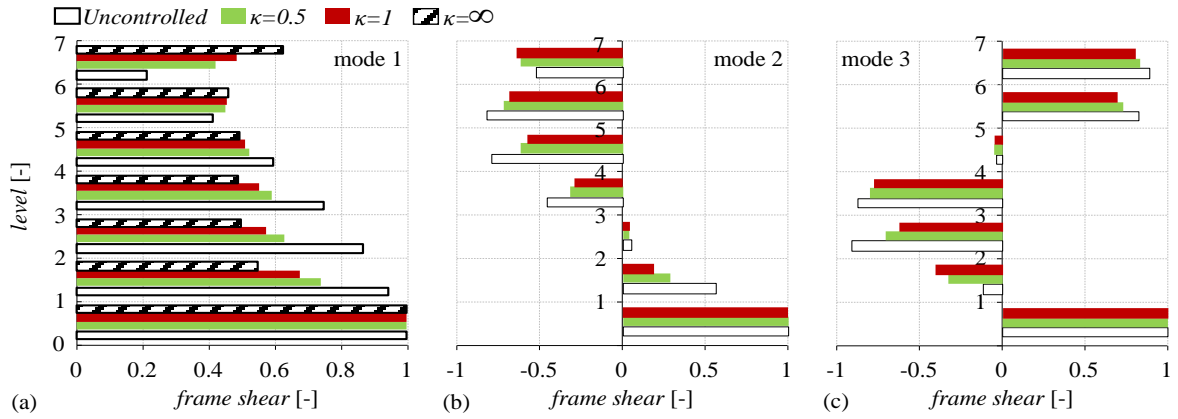 Uncontrolled κ=0.5 κ=1 κ=∞
mode 1
7
6
5
4
3
2
1
0
level [-]
0 0.2 0.4 0.6 0.8 1
(a) frame shear [-]
mode 2
7
6
5
4
3
2
1
-1 -0.5 0 0.5 1
(b) frame shear [-]
mode 3
7
6
5
4
3
2
1
-1 -0.5 0 0.5 1
(c) frame shear [-]